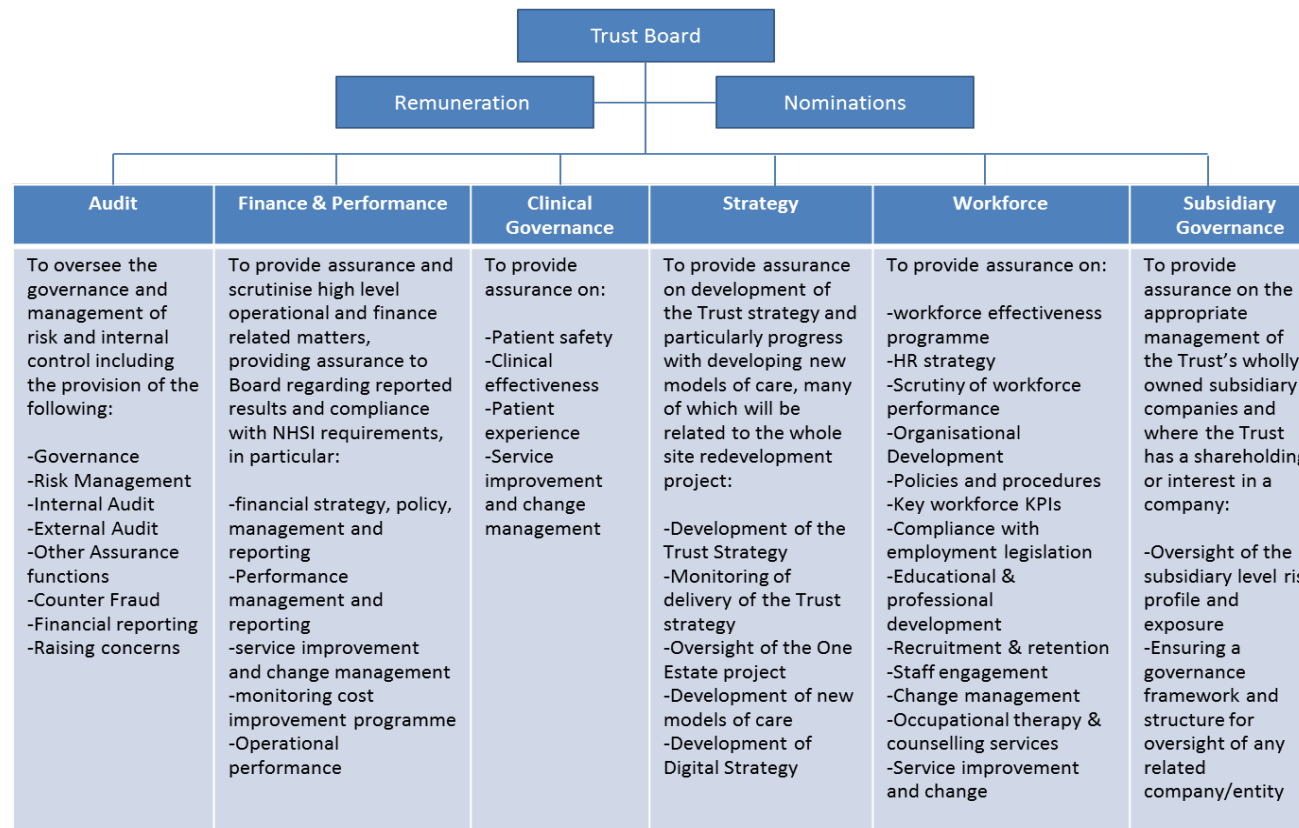 Trust Board
Remuneration
Nominations
Audit
To oversee the
governance and
management of
risk and internal
control including
the provision of the
following:
-Governance
-Risk Management
-Internal Audit
-External Audit
-Other Assurance
functions
-Counter Fraud
-Financial reporting
-Raising concerns
Finance & Performance
To provide assurance and
scrutinise high level
operational and finance
related matters,
providing assurance to
Board regarding reported
results and compliance
with NHSI requirements,
in particular:
-financial strategy, policy,
management and
reporting
-Performance
management and
reporting
-service improvement
and change management
-monitoring cost
improvement programme
-Operational
performance
Clinical
Governance
To provide
assurance on:
-Patient safety
-Clinical
effectiveness
-Patient
experience
-Service
improvement
and change
management
Strategy
To provide assurance
on development of
the Trust strategy and
particularly progress
with developing new
models of care, many
of which will be
related to the whole
site redevelopment
project:
-Development of the
Trust Strategy
-Monitoring of
delivery of the Trust
strategy
-Oversight of the One
Estate project
-Development of new
models of care
-Development of
Digital Strategy
Workforce
To provide assurance on:
-workforce effectiveness
programme
-HR strategy
-Scrutiny of workforce
performance
-Organisational
Development
-Policies and procedures
-Key workforce KPIs
-Compliance with
employment legislation
-Educational &
professional
development
-Recruitment & retention
-Staff engagement
-Change management
-Occupational therapy &
counselling services
-Service improvement
and change
Subsidiary
Governance
To provide
assurance on the
appropriate
management of
the Trust's wholly
owned subsidiary
companies and
where the Trust
has a shareholding
or interest in a
company:
-Oversight of the
subsidiary level
profile and
exposure
-Ensuring a
governance
framework and
structure for
oversight of any
related
company/entity